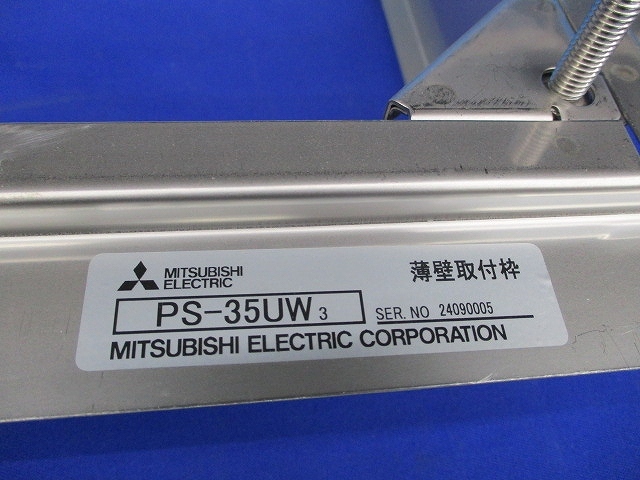 MITSUBISHI
ELECTRIC
薄壁取付枠
PS-35UW3
SER. NO 24090005
MITSUBISHI ELECTRIC CORPORATION